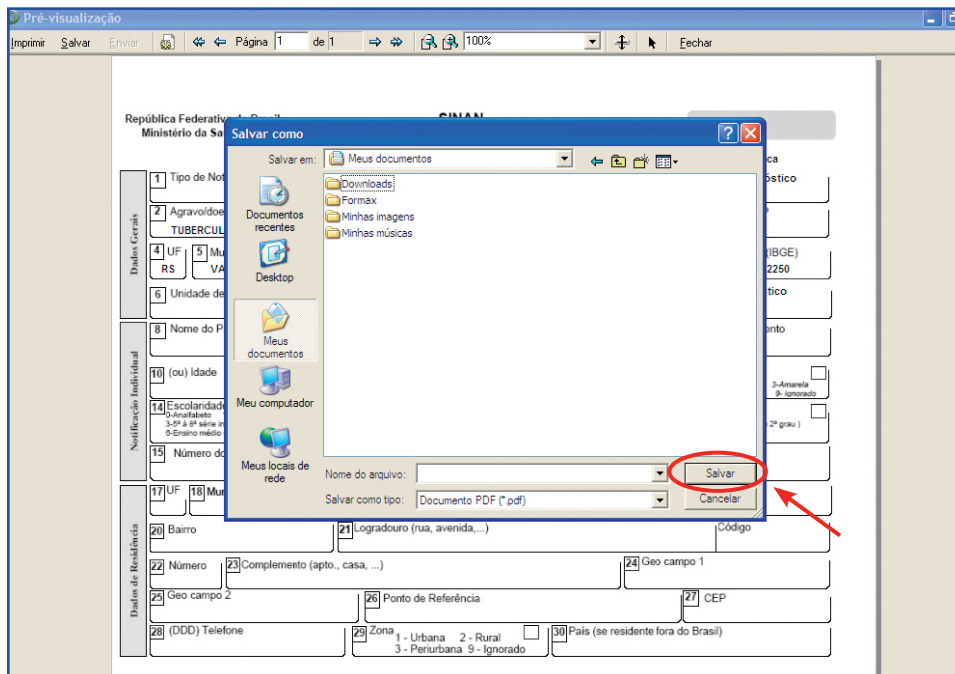 Pré-visualização
Imprimir Salvar Enviar Página 1 de 1 100% Fechar
República Federativa do Brasil SINAN
Ministério da Sa
Salvar como
Salvar em: Meus documentos
Downloads
Formax
Minhas imagens
Minhas músicas
Documentos recentes
Desktop
Meus documentos
Meu computador
Meus locais de rede
Nome do arquivo: Salvar
Salvar como tipo: Documento PDF (*.pdf) Cancelar
Dados Gerais
1 Tipo de Not
2 Agravo/doe
TUBERCUL
4 UF 5 Mu (IBGE)
RS VA 2250
6 Unidade de tico
Notificação Individual
8 Nome do P ento
10 (ou) Idade 3-Amarela
9- Ignorado
14 Escolaridade
0-Analfabeto
3-5ª à 8ª série in 2º grau )
6-Ensino médio
15 Número do
Dados de Residência
17 UF 18 Mun
20 Bairro 21 Logradouro (rua, avenida,...) Código
22 Número 23 Complemento (apto., casa, ...) 24 Geo campo 1
25 Geo campo 2 26 Ponto de Referência 27 CEP
28 (DDD) Telefone 29 Zona 1 - Urbana 2 - Rural 30 País (se residente fora do Brasil)
3 - Periurbana 9 - Ignorado